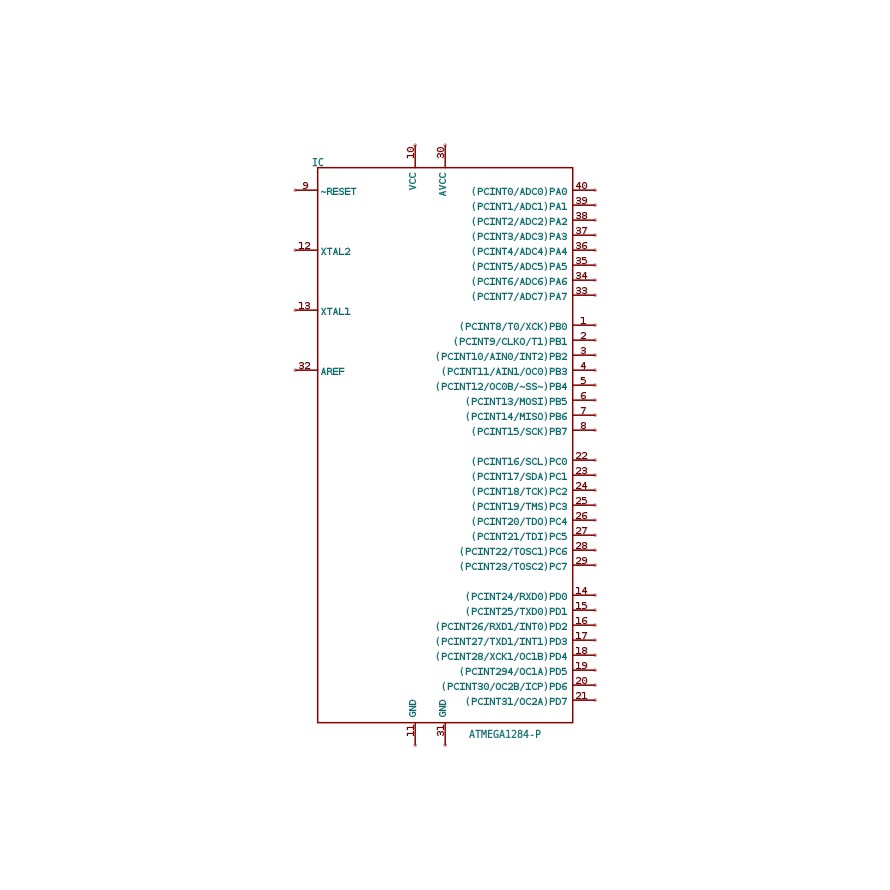 IC
10
30
VCC
AVCC
9 ~RESET
(PCINT0/ADC0)PA0 40
(PCINT1/ADC1)PA1 39
(PCINT2/ADC2)PA2 38
(PCINT3/ADC3)PA3 37
12 XTAL2
(PCINT4/ADC4)PA4 36
(PCINT5/ADC5)PA5 35
(PCINT6/ADC6)PA6 34
(PCINT7/ADC7)PA7 33
13 XTAL1
(PCINT8/T0/XCK)PB0 1
(PCINT9/CLKO/T1)PB1 2
(PCINT10/AIN0/INT2)PB2 3
32 AREF
(PCINT11/AIN1/OC0)PB3 4
(PCINT12/OC0B/~SS~)PB4 5
(PCINT13/MOSI)PB5 6
(PCINT14/MISO)PB6 7
(PCINT15/SCK)PB7 8
(PCINT16/SCL)PC0 22
(PCINT17/SDA)PC1 23
(PCINT18/TCK)PC2 24
(PCINT19/TMS)PC3 25
(PCINT20/TDO)PC4 26
(PCINT21/TDI)PC5 27
(PCINT22/TOSC1)PC6 28
(PCINT23/TOSC2)PC7 29
(PCINT24/RXD0)PD0 14
(PCINT25/TXD0)PD1 15
(PCINT26/RXD1/INT0)PD2 16
(PCINT27/TXD1/INT1)PD3 17
(PCINT28/XCK1/OC1B)PD4 18
(PCINT294/OC1A)PD5 19
(PCINT30/OC2B/ICP)PD6 20
(PCINT31/OC2A)PD7 21
GND
GND
11
31
ATMEGA1284-P